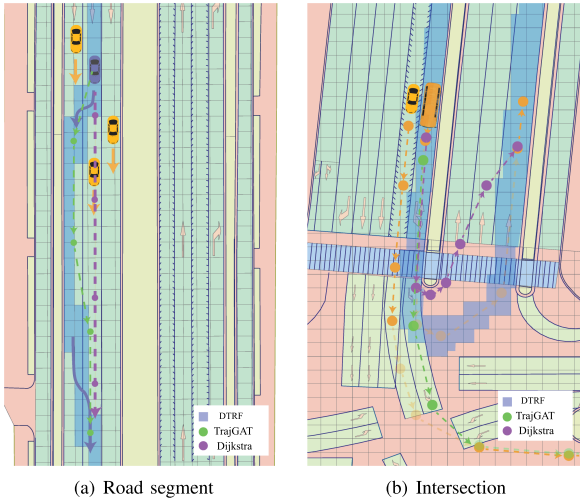 DTRF
TrajGAT
Dijkstra
DTRF
TrajGAT
Dijkstra
(a) Road segment
(b) Intersection